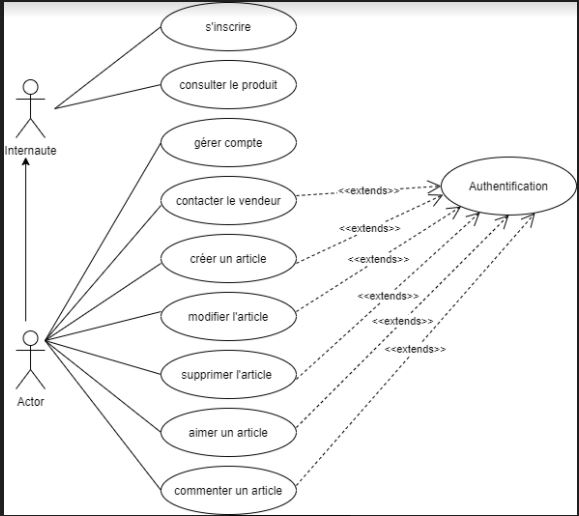 s'inscrire
consulter le produit
Internaute
gérer compte
contacter le vendeur
<<extends>>
Authentification
créer un article
<<extends>>
modifier l'article
<<extends>>
supprimer l'article
<<extends>>
aimer un article
<<extends>>
commenter un article
<<extends>>
Actor